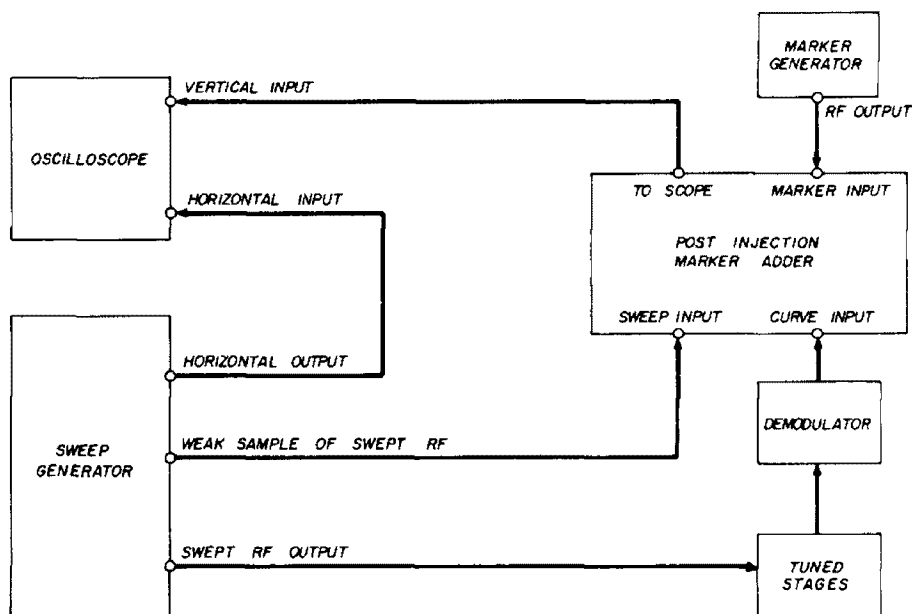 MARKER
GENERATOR
VERTICAL INPUT
RF OUTPUT
OSCILLOSCOPE
TO SCOPE
MARKER INPUT
HORIZONTAL INPUT
POST INJECTION
MARKER ADDER
SWEEP INPUT
CURVE INPUT
HORIZONTAL OUTPUT
DEMODULATOR
WEAK SAMPLE OF SWEPT RF
SWEEP
GENERATOR
SWEPT RF OUTPUT
TUNED
STAGES